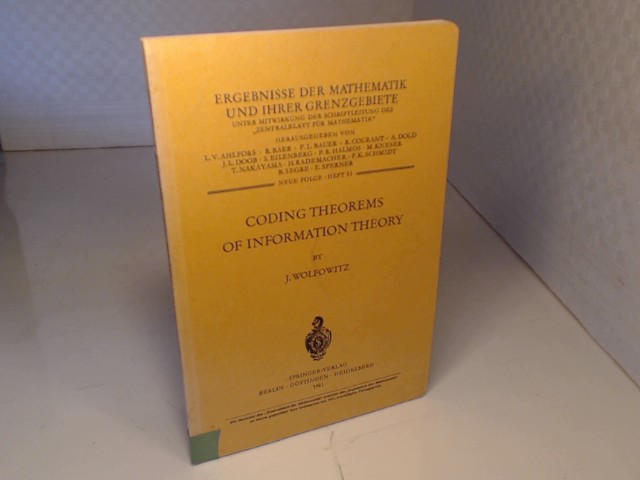 ERGEBNISSE DER MATHEMATIK
UND IHRER GRENZGEBIETE
UNTER MITWIRKUNG DER SCHRIFTLEITUNG DES
„ZENTRALBLATT FÜR MATHEMATIK“
HERAUSGEGEBEN VON
L.V. AHLFORS · R. BAER · F. L. BAUER · R. COURANT · A. DOLD
J. L. DOOB · S. EILENBERG · P. R. HALMOS · M. KNESER
T. NAKAYAMA · H. RADEMACHER · F. K. SCHMIDT
B. SEGRE · E. SPERNER
NEUE FOLGE · HEFT 31
CODING THEOREMS
OF INFORMATION THEORY
BY
J. WOLFOWITZ
SPRINGER-VERLAG
BERLIN · GÖTTINGEN · HEIDELBERG
1961